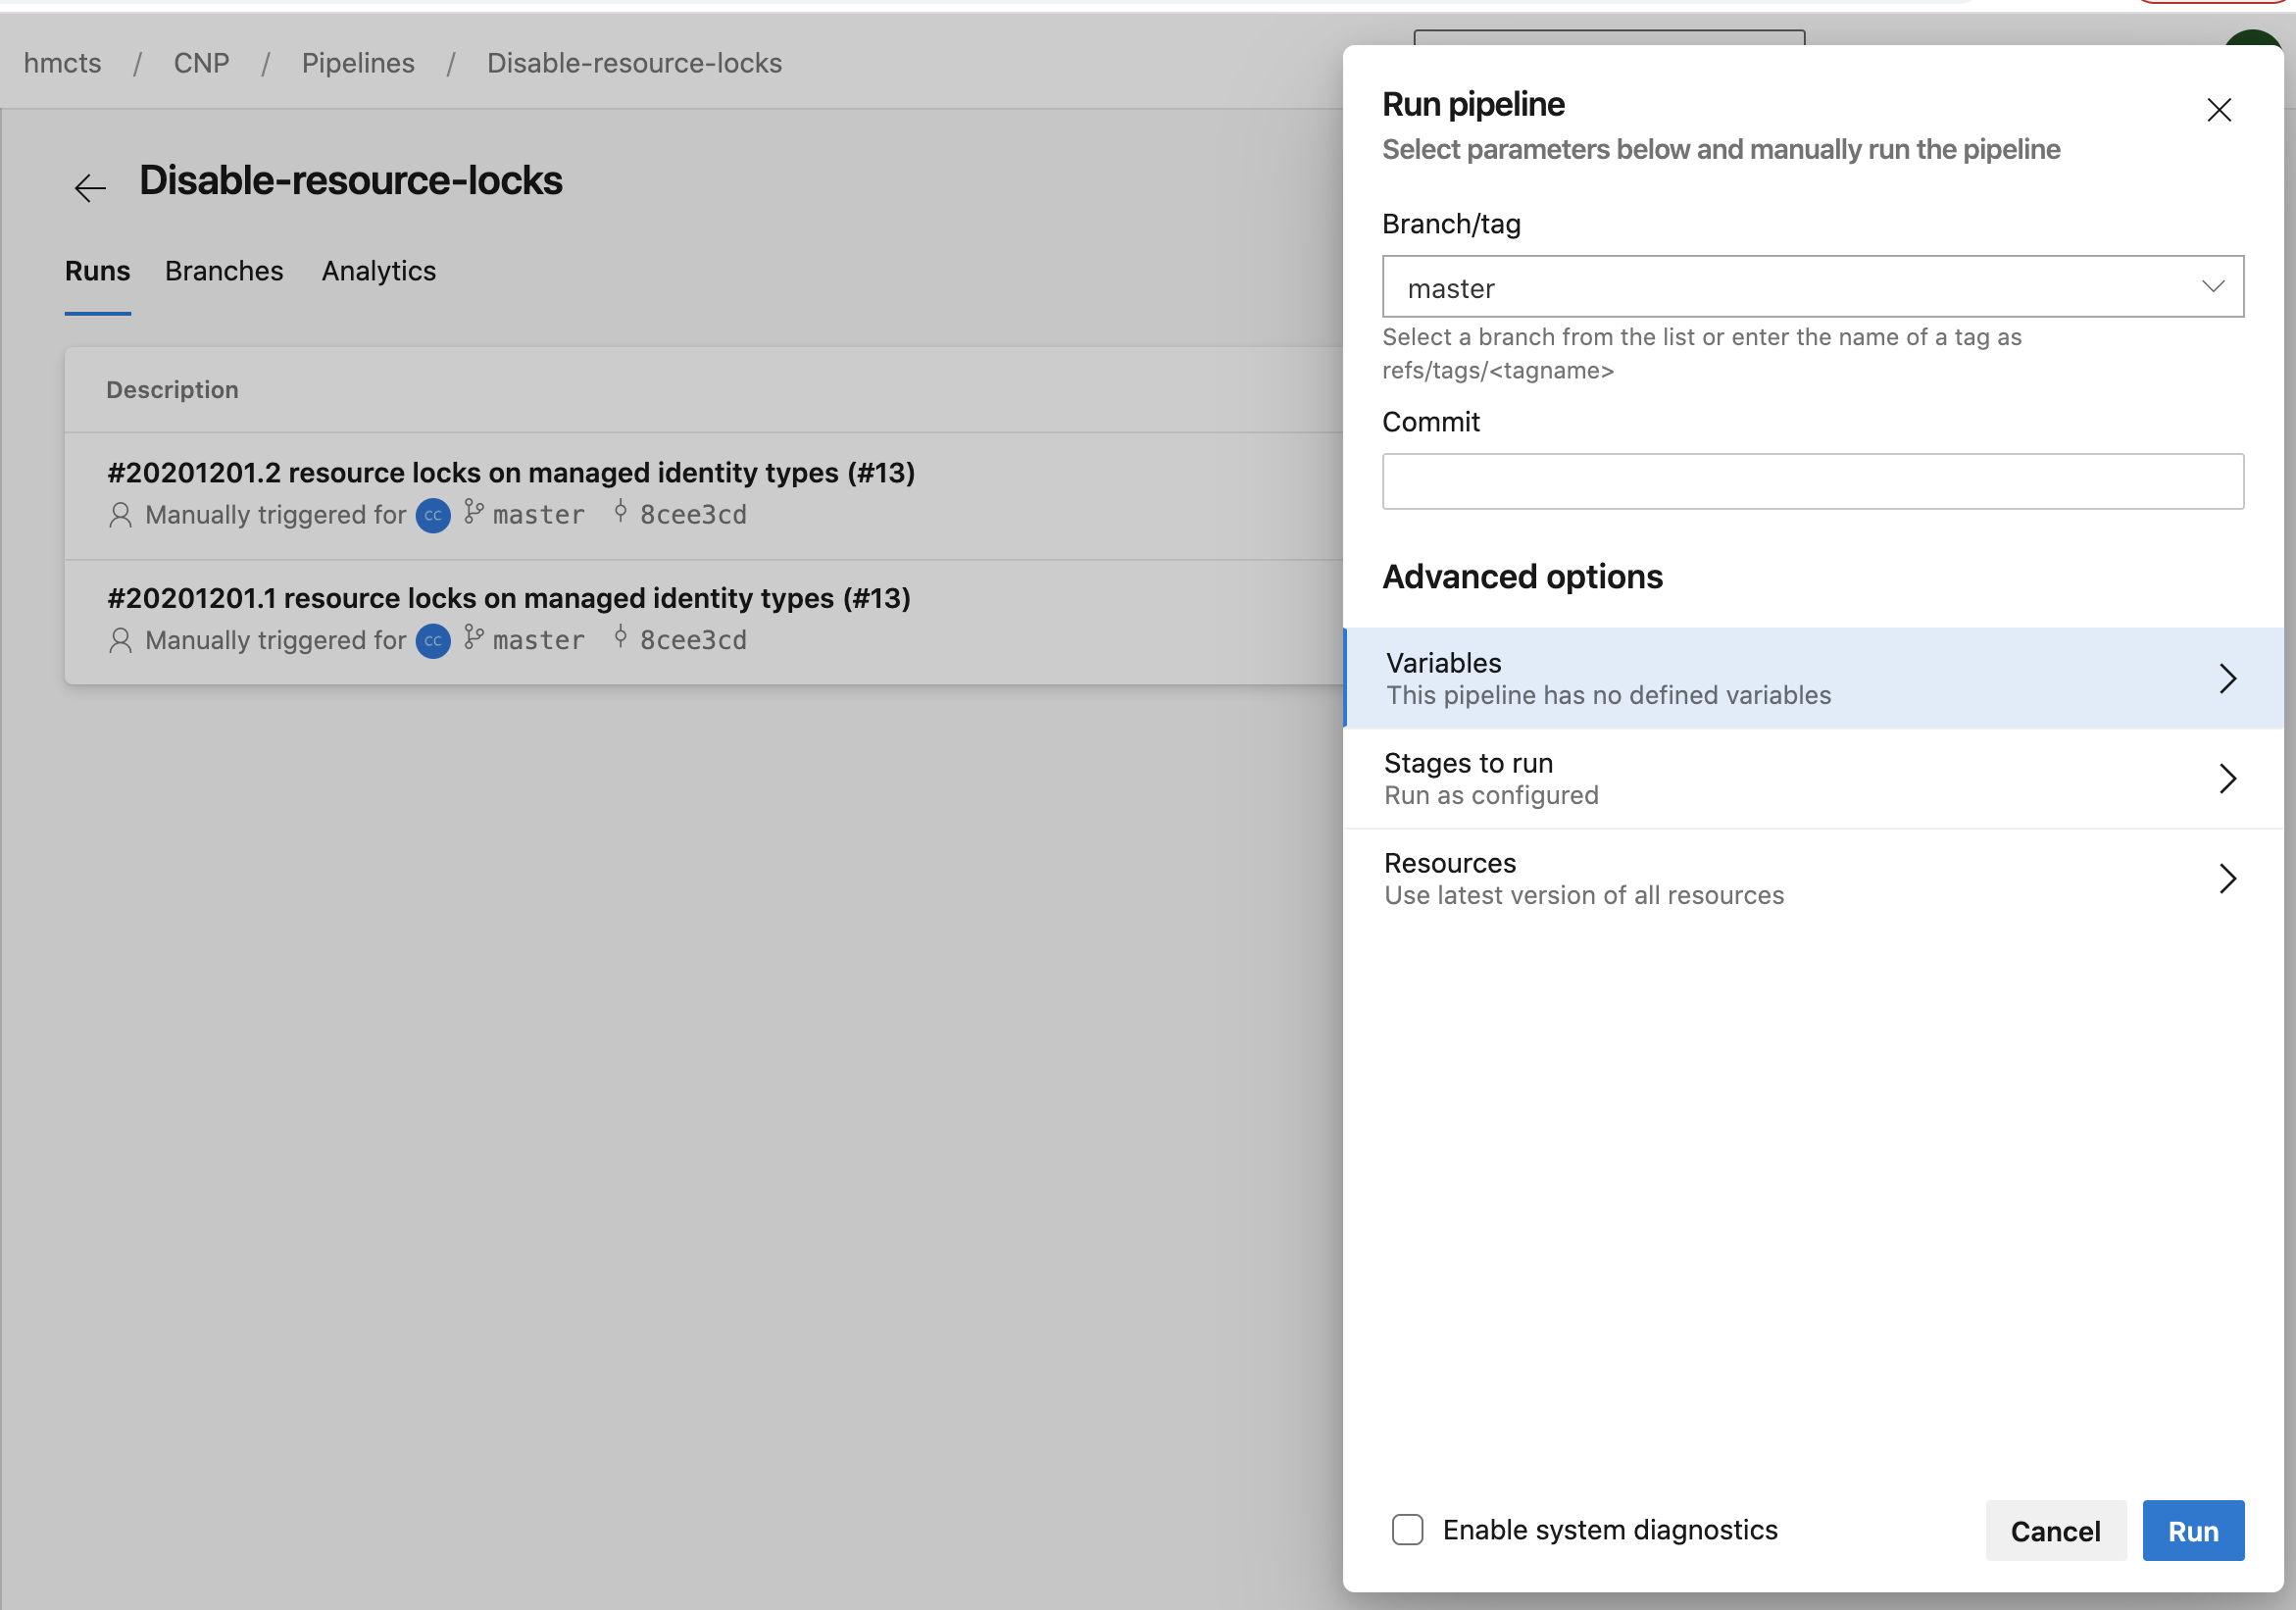 hmcts / CNP / Pipelines / Disable-resource-locks
Disable-resource-locks
Runs Branches Analytics
Description
#20201201.2 resource locks on managed identity types (#13)
Manually triggered for CC master 8cee3cd
#20201201.1 resource locks on managed identity types (#13)
Manually triggered for CC master 8cee3cd
Run pipeline
Select parameters below and manually run the pipeline
Branch/tag
master
Select a branch from the list or enter the name of a tag as
refs/tags/<tagname>
Commit
Advanced options
Variables
This pipeline has no defined variables
Stages to run
Run as configured
Resources
Use latest version of all resources
Enable system diagnostics
Cancel Run